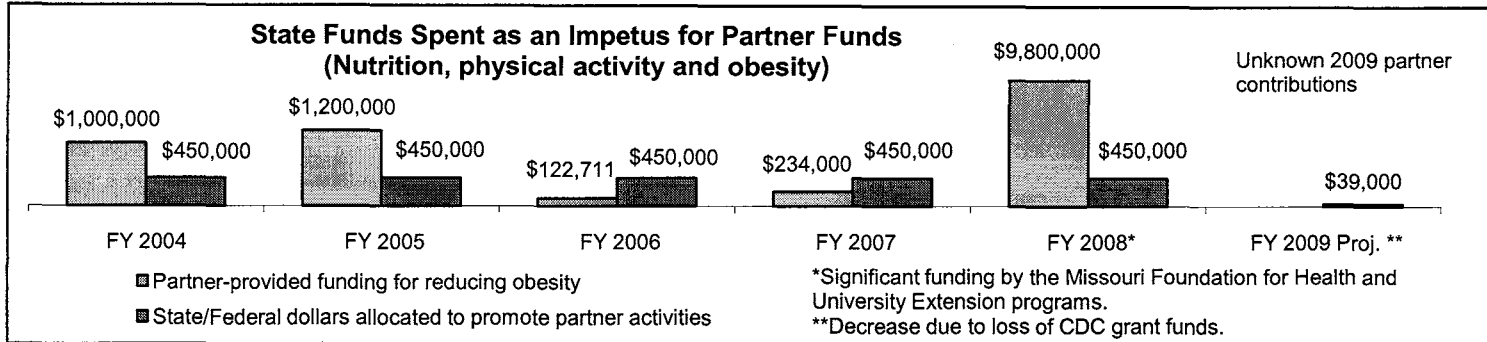 State Funds Spent as an Impetus for Partner Funds
(Nutrition, physical activity and obesity)
$1,000,000
$450,000
$1,200,000
$450,000
$122,711
$450,000
$234,000
$450,000
$9,800,000
$450,000
Unknown 2009 partner
contributions
$39,000
FY 2004
FY 2005
FY 2006
FY 2007
FY 2008*
FY 2009 Proj. **
Partner-provided funding for reducing obesity
State/Federal dollars allocated to promote partner activities
*Significant funding by the Missouri Foundation for Health and
University Extension programs.
**Decrease due to loss of CDC grant funds.